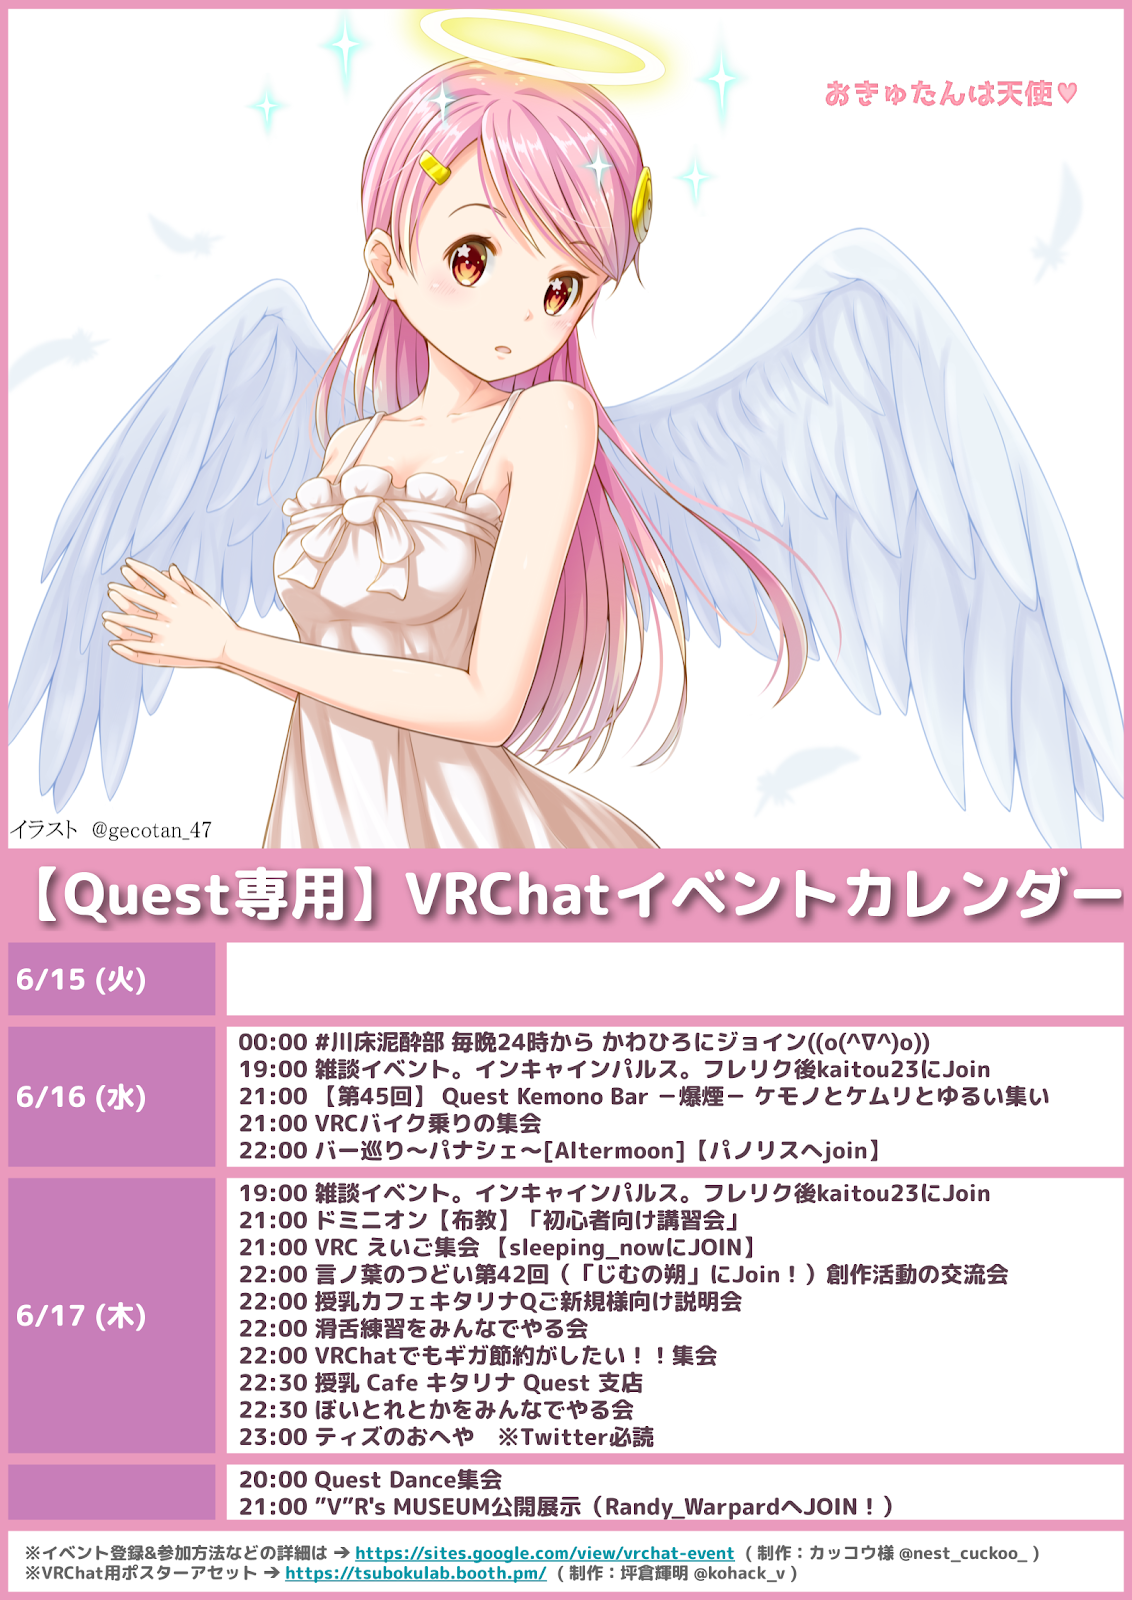 おきゅたんは天使♥
イラスト @gecotan_47
【Quest専用】VRChatイベントカレンダー
6/15 (火)
6/16 (水)
00:00 #川床泥酔部 毎晩24時から かわひろにジョイン((o(^∇^)o))
19:00 雑談イベント。インキャインパルス。フレリク後kaitou23にJoin
21:00 【第45回】 Quest Kemono Bar －爆煙－ ケモノとケムリとゆるい集い
21:00 VRCバイク乗りの集会
22:00 バー巡り〜パナシェ〜[Altermoon]【パノリスへjoin】
6/17 (木)
19:00 雑談イベント。インキャインパルス。フレリク後kaitou23にJoin
21:00 ドミニオン【布教】「初心者向け講習会」
21:00 VRC えいご集会 【sleeping_nowにJOIN】
22:00 言ノ葉のつどい第42回（「じむの朔」にJoin！）創作活動の交流会
22:00 授乳カフェキタリナQご新規様向け説明会
22:00 滑舌練習をみんなでやる会
22:00 VRChatでもギガ節約がしたい！！集会
22:30 授乳 Cafe キタリナ Quest 支店
22:30 ぼいとれとかをみんなでやる会
23:00 ティズのおへや　※Twitter必読
20:00 Quest Dance集会
21:00 ”V”R's MUSEUM公開展示（Randy_WarpardへJOIN！）
※イベント登録&参加方法などの詳細は → https://sites.google.com/view/vrchat-event ( 制作：カッコウ様 @nest_cuckoo_ )
※VRChat用ポスターアセット → https://tsubokulab.booth.pm/ ( 制作：坪倉輝明 @kohack_v )